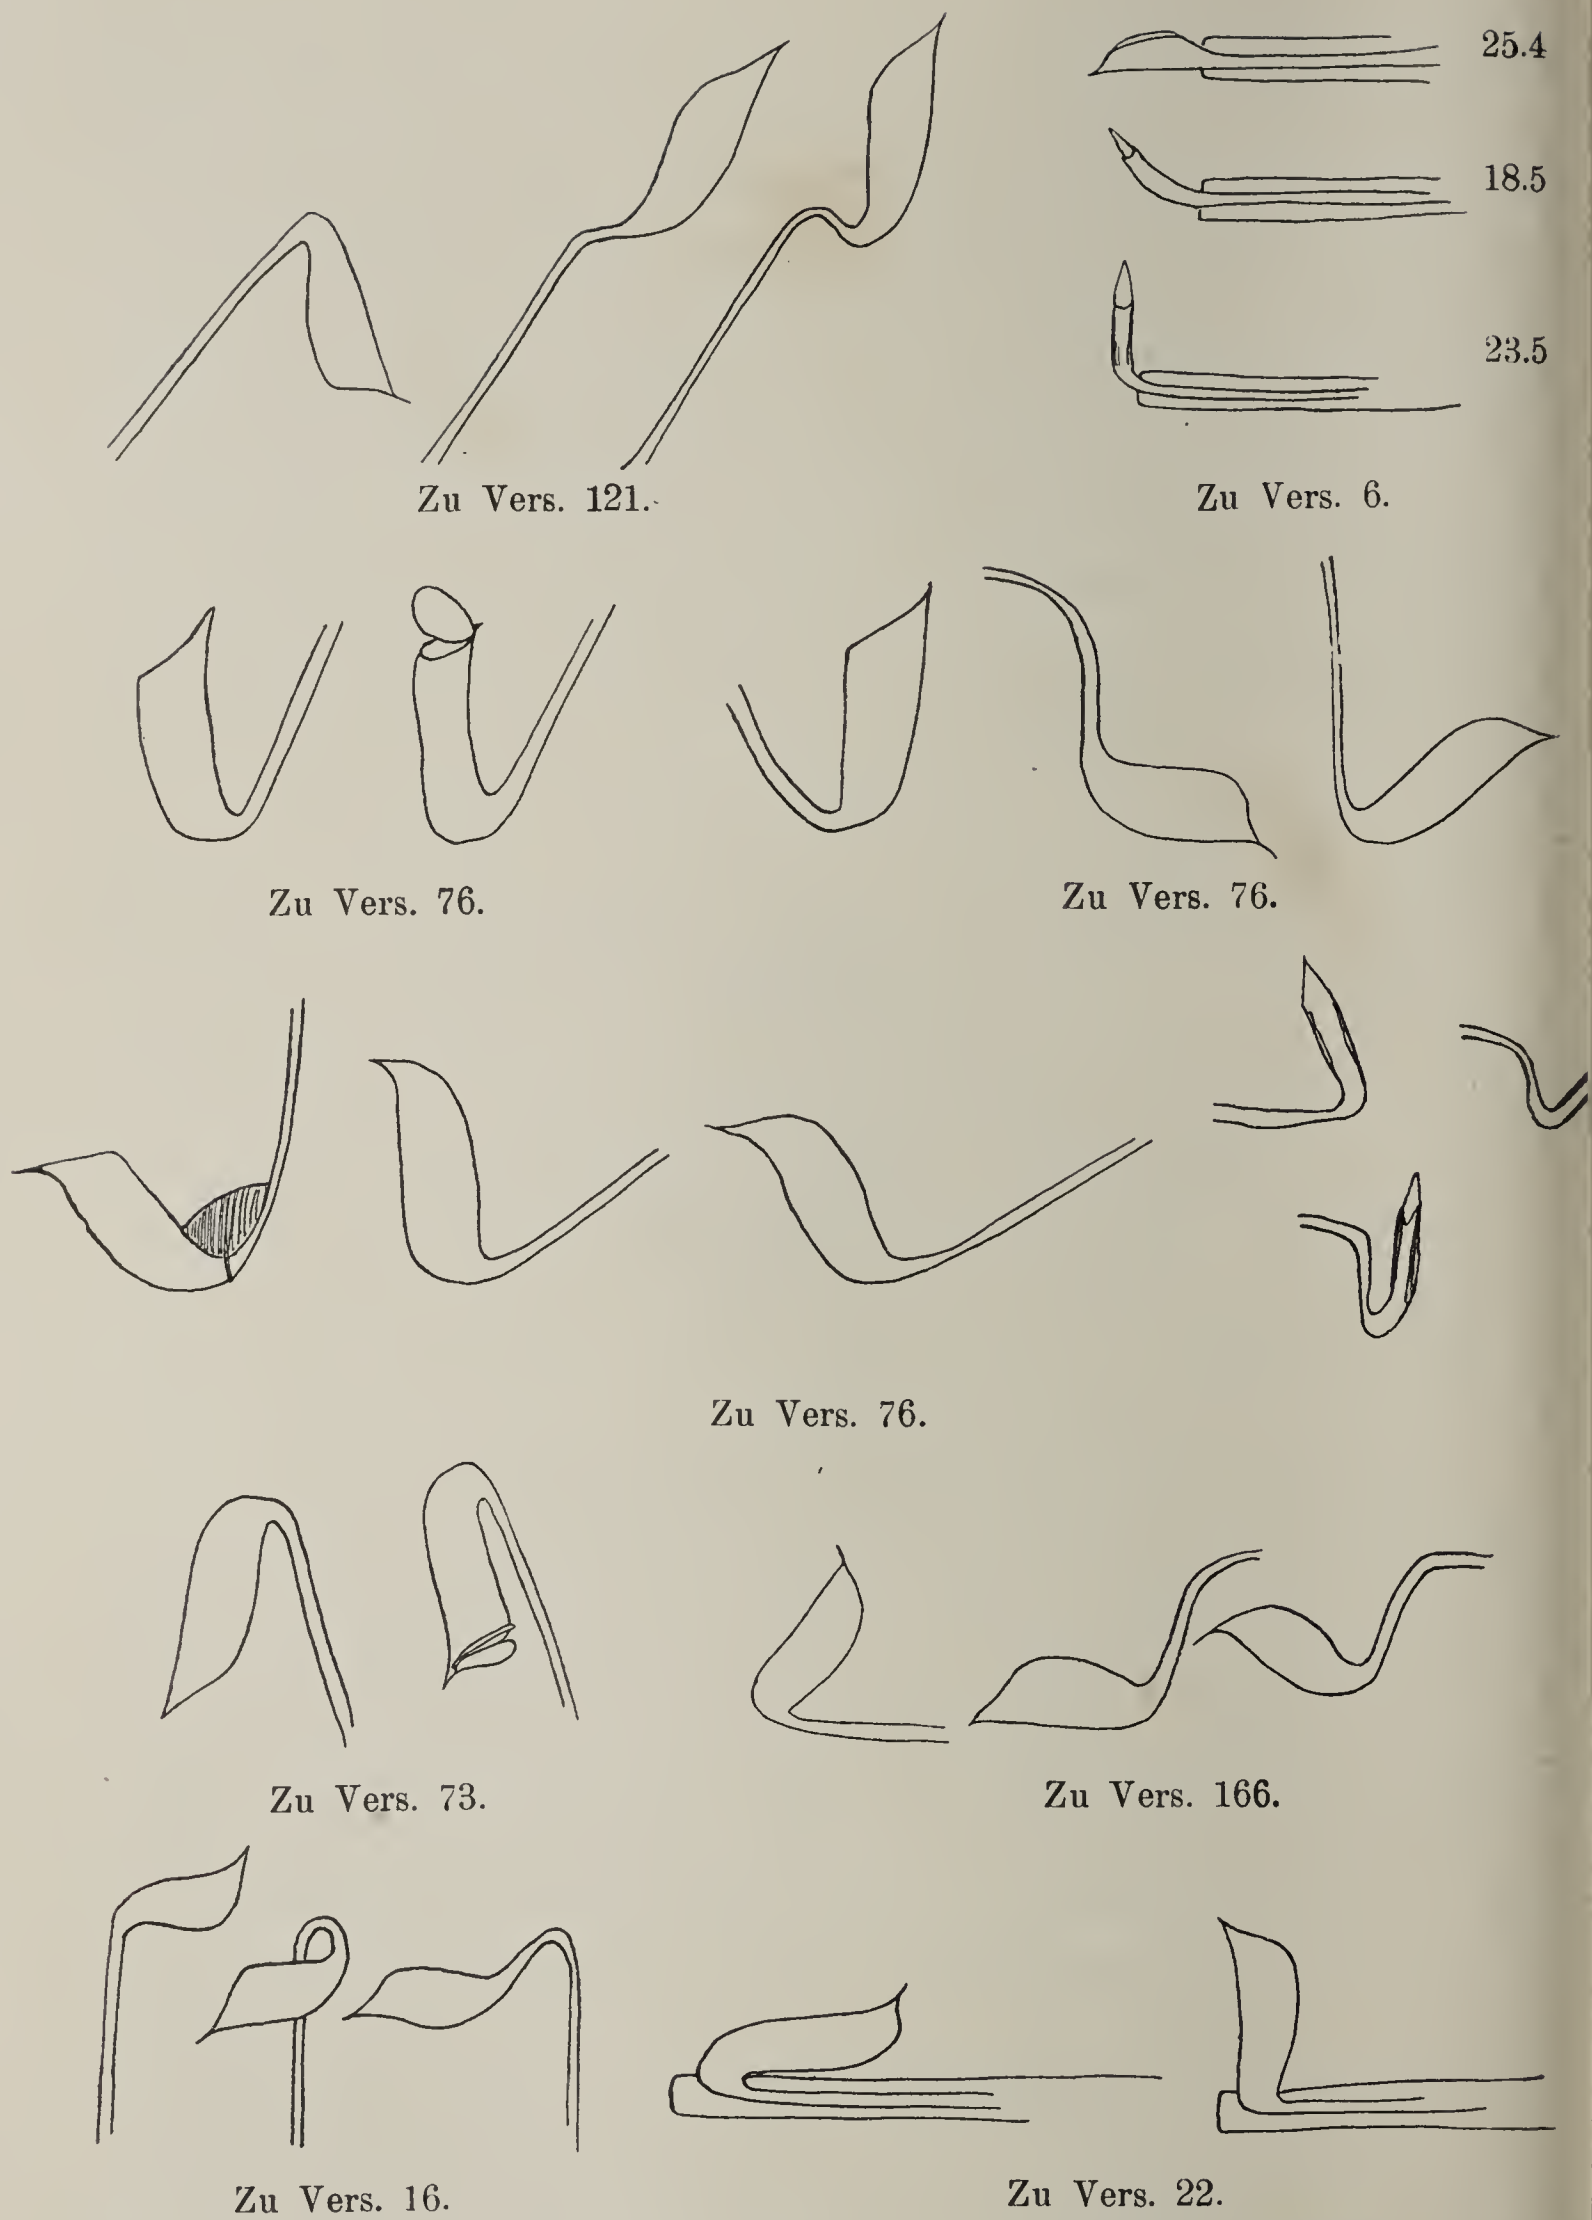 25.4
18.5
23.5
Zu Vers. 121.
Zu Vers. 6.
Zu Vers. 76.
Zu Vers. 76.
Zu Vers. 76.
Zu Vers. 73.
Zu Vers. 166.
Zu Vers. 16.
Zu Vers. 22.